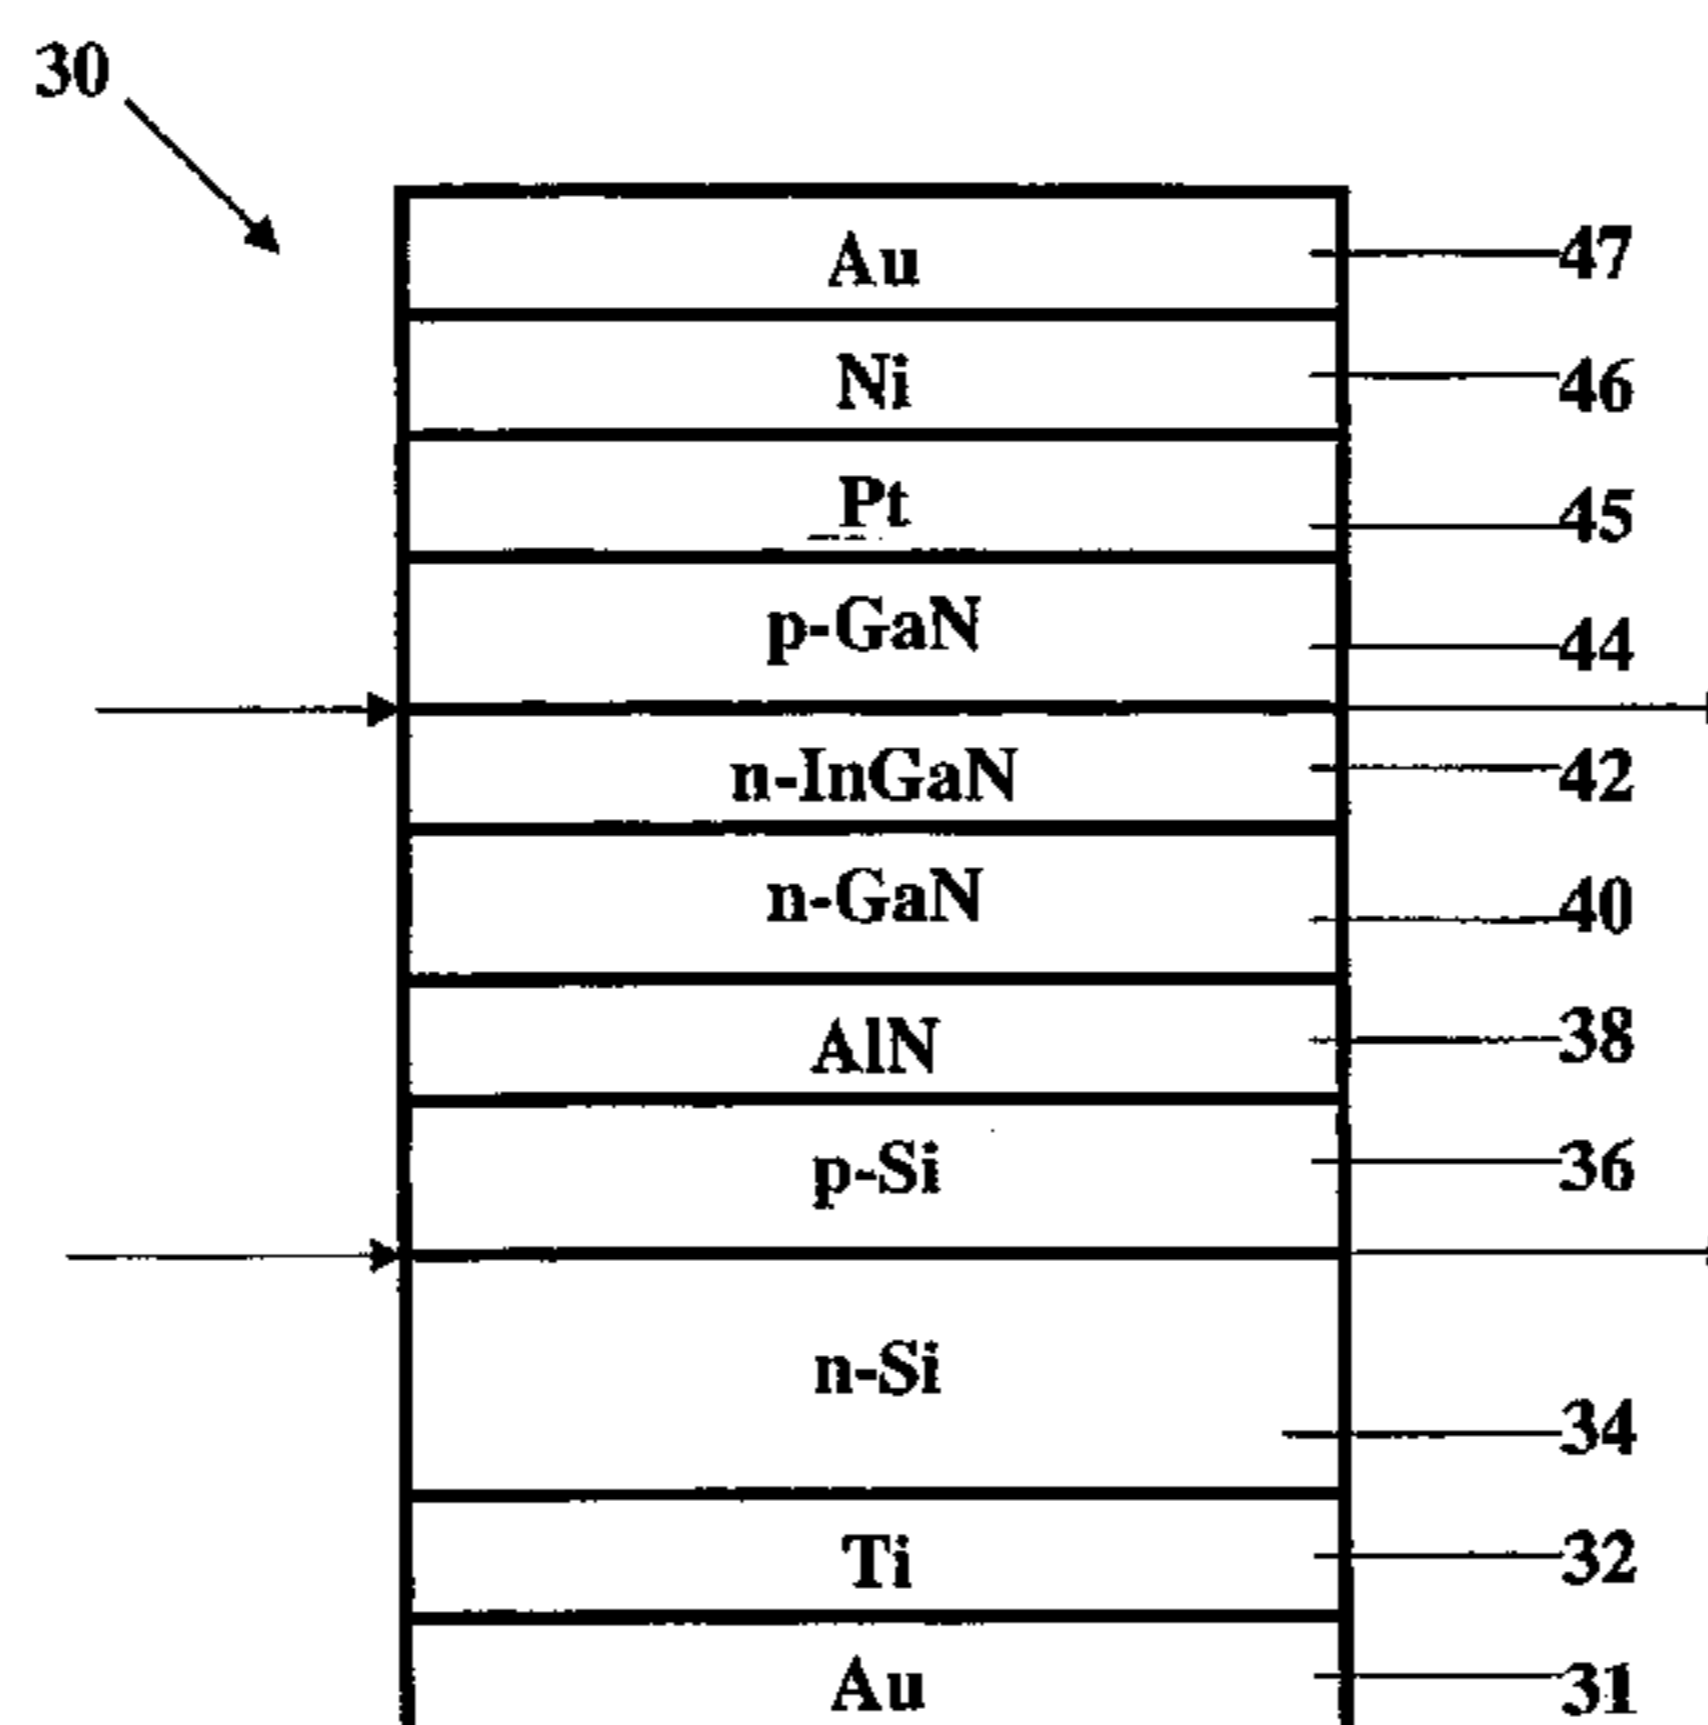 30
Au 47
Ni 46
Pt 45
p-GaN 44
n-InGaN 42
n-GaN 40
AlN 38
p-Si 36
n-Si 34
Ti 32
Au 31